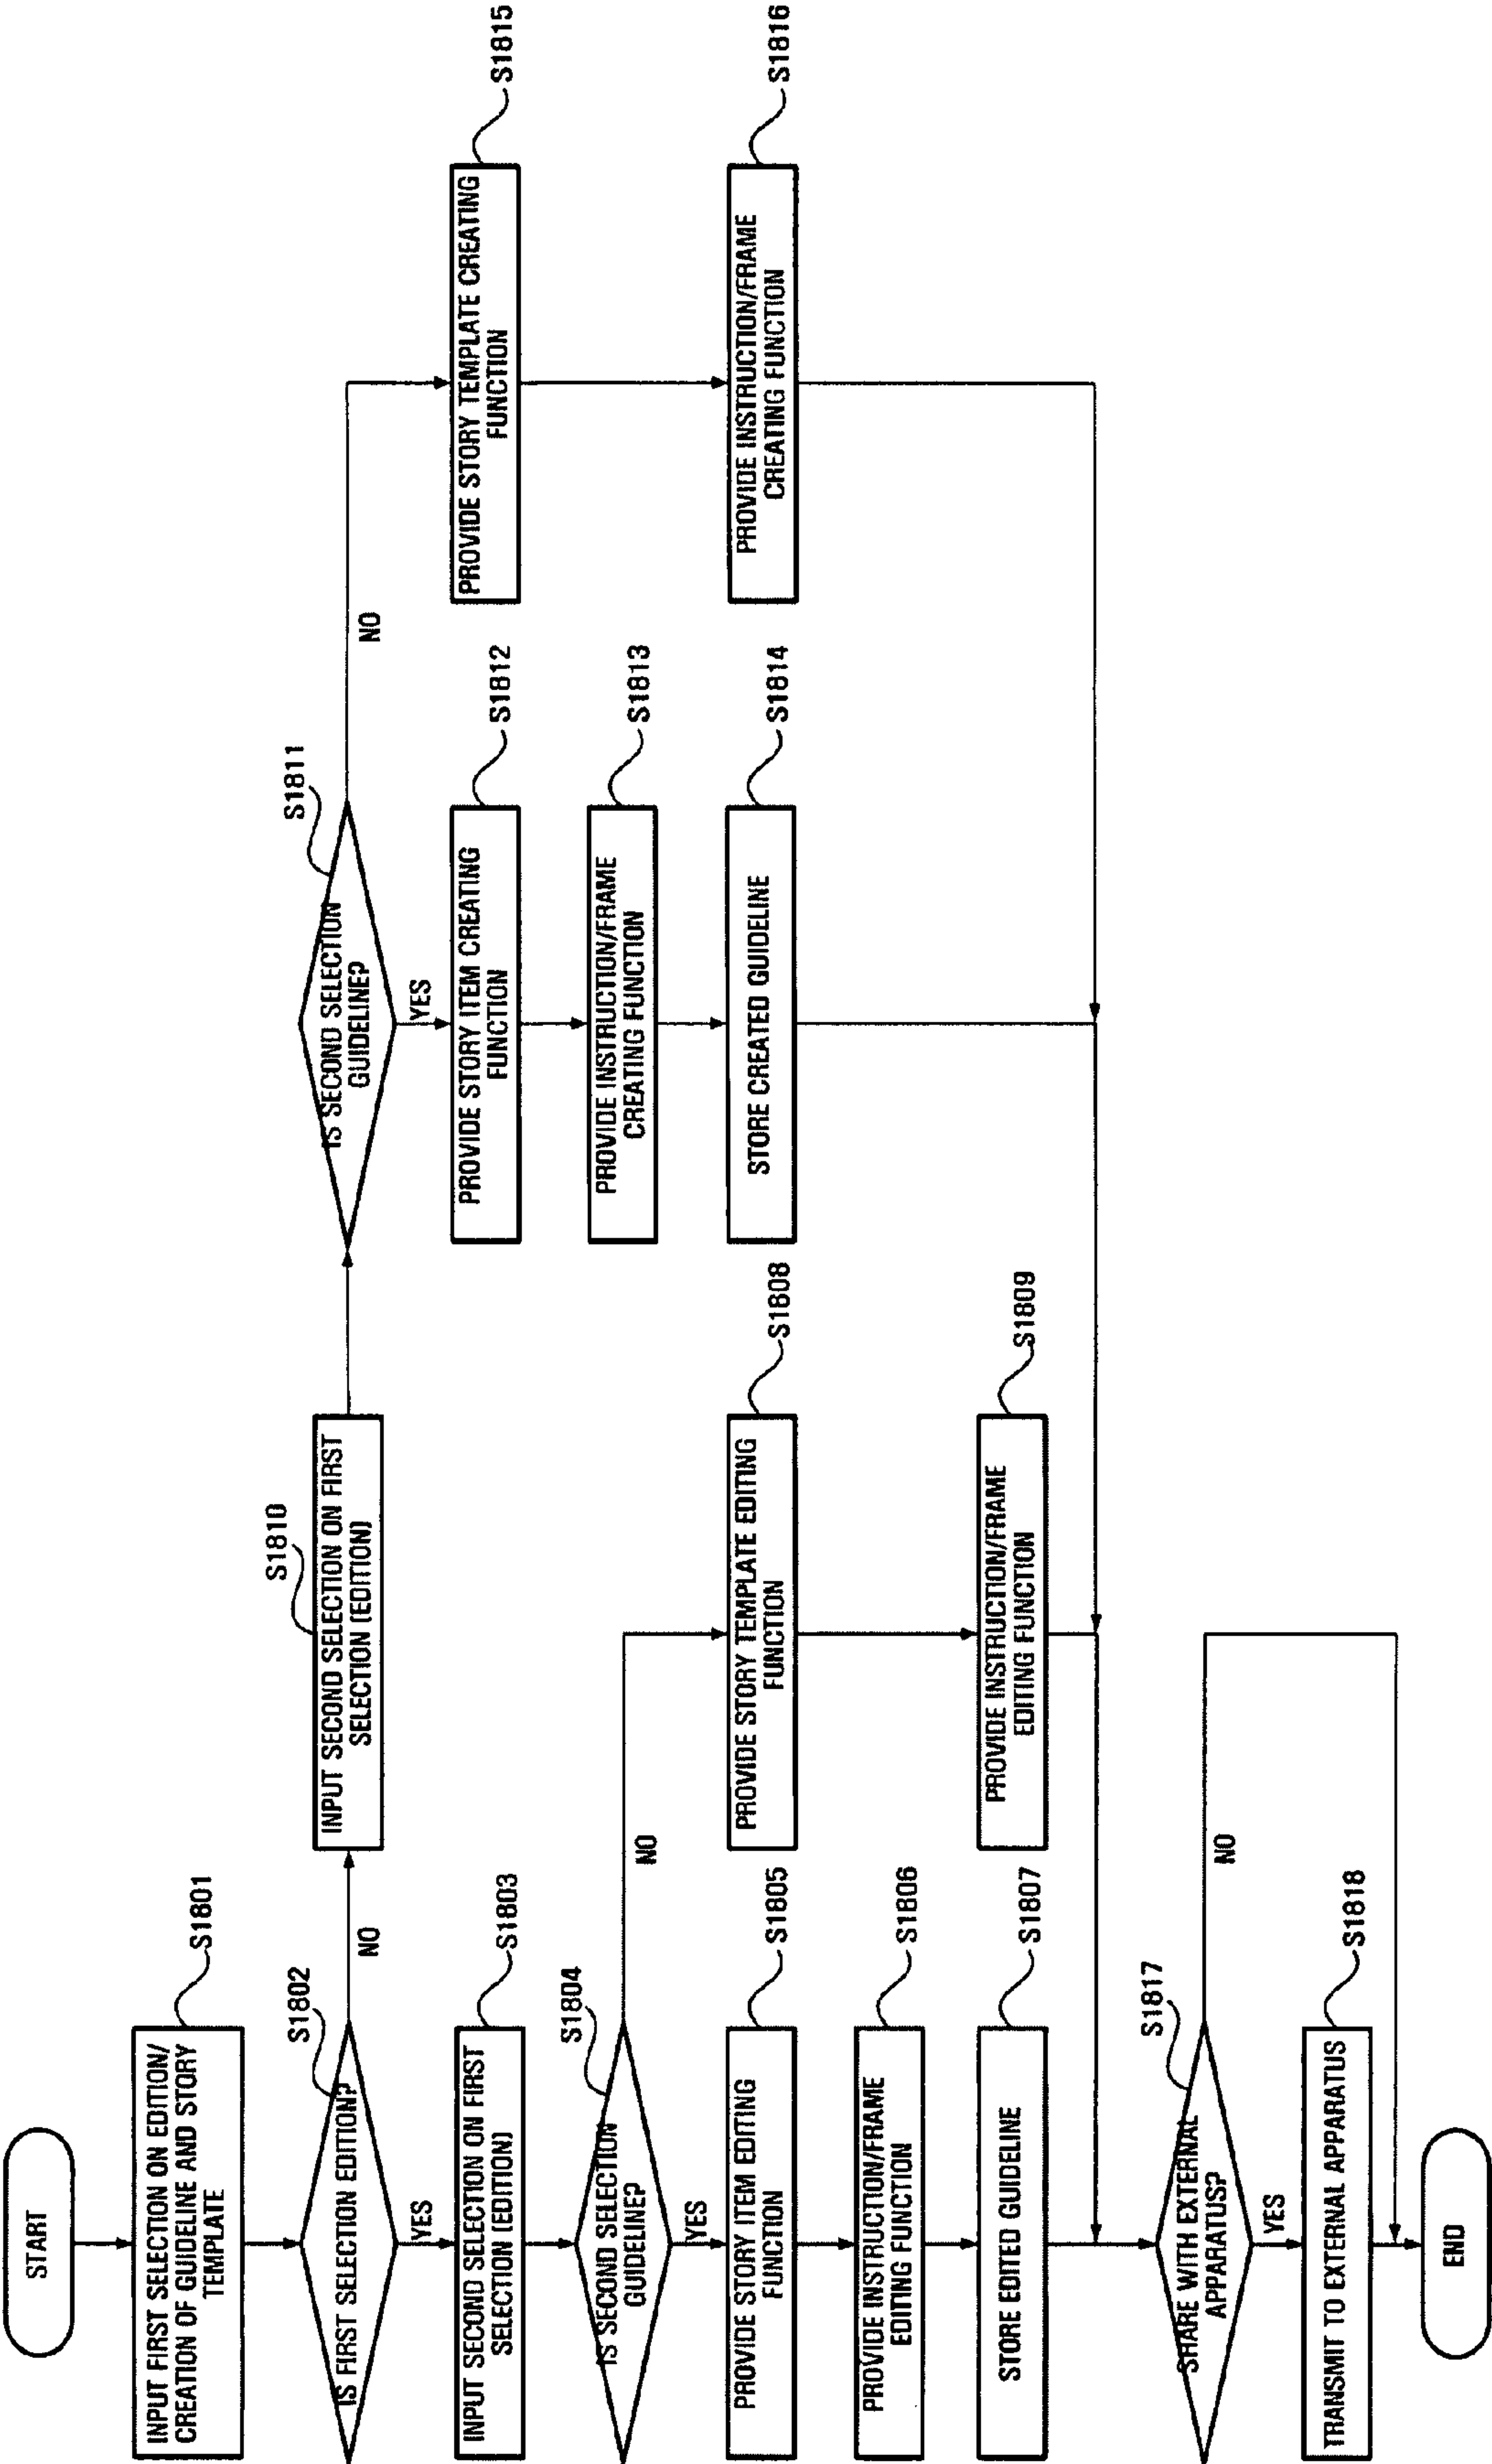 START
INPUT FIRST SELECTION ON EDITION/
CREATION OF GUIDELINE AND STORY
TEMPLATE
S1801
IS FIRST SELECTION EDITION?
S1802
NO
YES
INPUT SECOND SELECTION ON FIRST
SELECTION (EDITION)
S1803
IS SECOND SELECTION
GUIDELINE?
S1804
NO
YES
PROVIDE STORY ITEM EDITING
FUNCTION
S1805
PROVIDE INSTRUCTION/FRAME
EDITING FUNCTION
S1806
STORE EDITED GUIDELINE
S1807
PROVIDE STORY TEMPLATE EDITING
FUNCTION
S1808
PROVIDE INSTRUCTION/FRAME
EDITING FUNCTION
S1809
INPUT SECOND SELECTION ON FIRST
SELECTION (EDITION)
S1810
IS SECOND SELECTION
GUIDELINE?
S1811
NO
YES
PROVIDE STORY ITEM CREATING
FUNCTION
S1812
PROVIDE INSTRUCTION/FRAME
CREATING FUNCTION
S1813
STORE CREATED GUIDELINE
S1814
PROVIDE STORY TEMPLATE CREATING
FUNCTION
S1815
PROVIDE INSTRUCTION/FRAME
CREATING FUNCTION
S1816
SHARE WITH EXTERNAL
APPARATUS?
S1817
NO
YES
TRANSMIT TO EXTERNAL APPARATUS
S1818
END